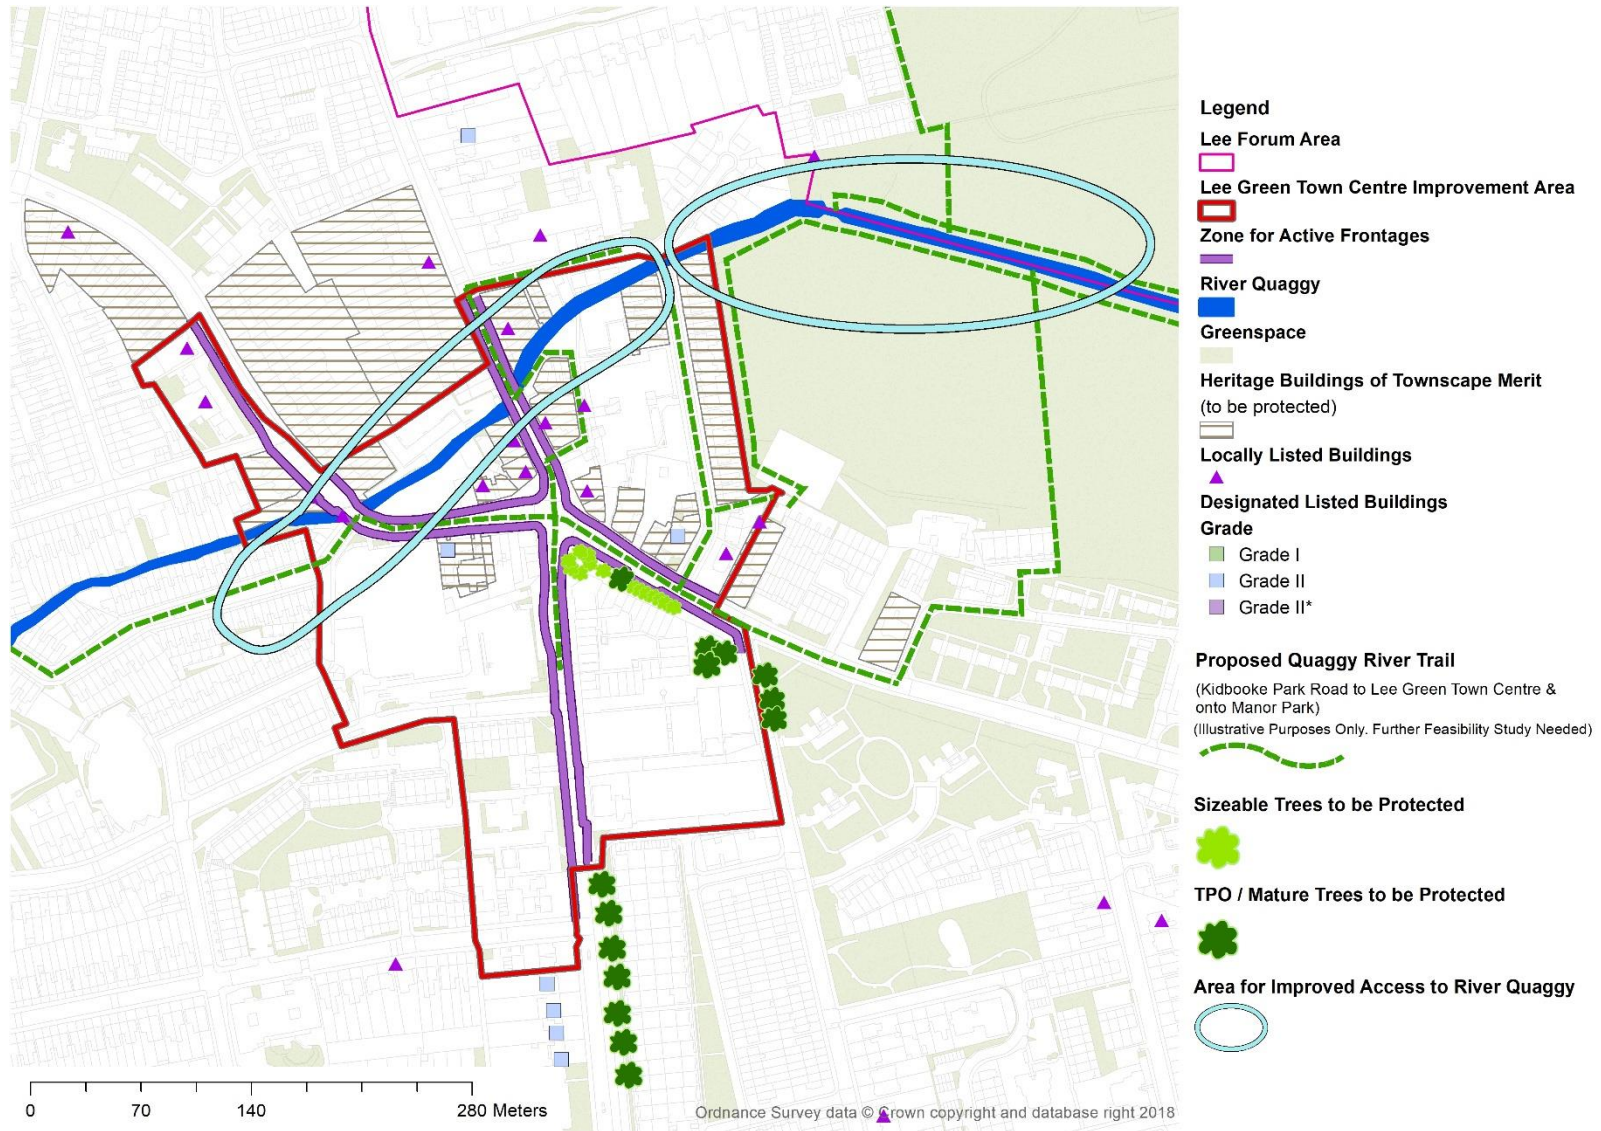 Legend
Lee Forum Area
Lee Green Town Centre Improvement Area
Zone for Active Frontages
River Quaggy
Greenspace
Heritage Buildings of Townscape Merit
(to be protected)
Locally Listed Buildings
Designated Listed Buildings
Grade
Grade I
Grade II
Grade II*
Proposed Quaggy River Trail
(Kidbooke Park Road to Lee Green Town Centre &
onto Manor Park)
(Illustrative Purposes Only. Further Feasibility Study Needed)
Sizeable Trees to be Protected
TPO / Mature Trees to be Protected
Area for Improved Access to River Quaggy
0 70 140 280 Meters
Ordnance Survey data © Crown copyright and database right 2018